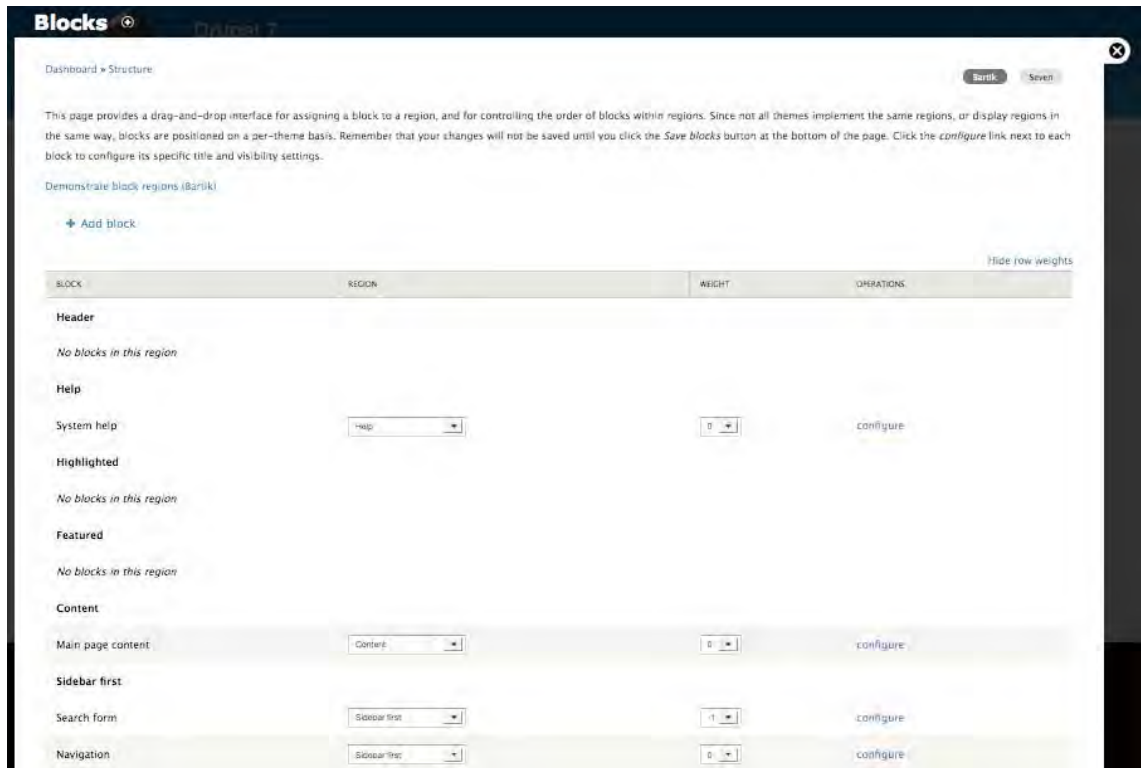 Blocks
Drupal 7
Dashboard » Structure
Bartik Seven
This page provides a drag-and-drop interface for assigning a block to a region, and for controlling the order of blocks within regions. Since not all themes implement the same regions, or display regions in
the same way, blocks are positioned on a per-theme basis. Remember that your changes will not be saved until you click the Save blocks button at the bottom of the page. Click the configure link next to each
block to configure its specific title and visibility settings.
Demonstrate block regions (Bartik)
+ Add block
Hide row weights
BLOCK REGION WEIGHT OPERATIONS
Header
No blocks in this region
Help
System help Help 0 configure
Highlighted
No blocks in this region
Featured
No blocks in this region
Content
Main page content Content 0 configure
Sidebar first
Search form Sidebar first -1 configure
Navigation Sidebar first 0 configure